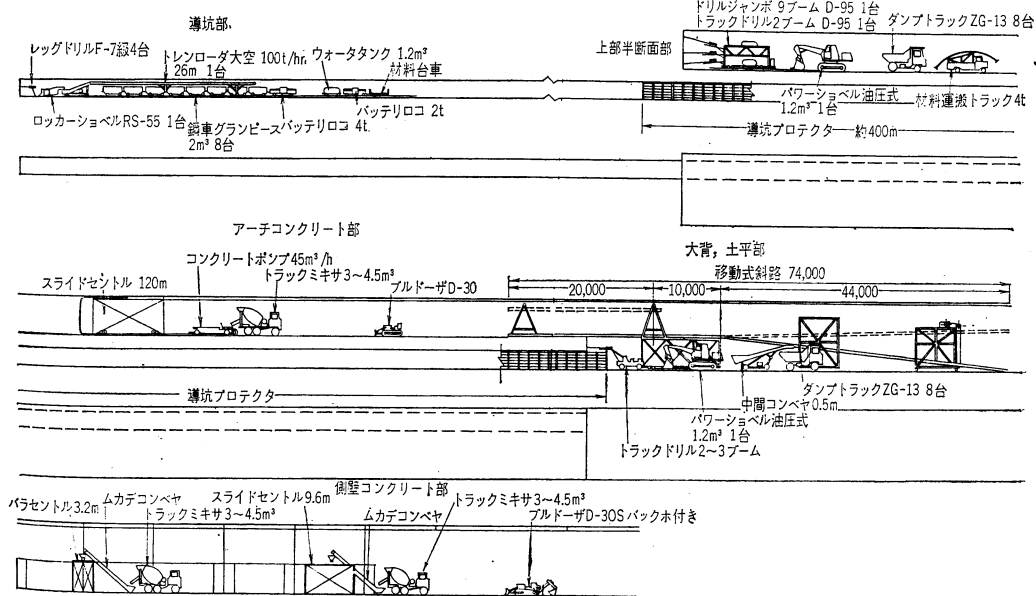 導坑部
レッグドリルF-7級4台
トレンローダ大空 100t/hr
26m 1台
ウォータタンク 1.2m³
材料台車
ロッカーショベルRS-55 1台
鋼車グランビース
2m³ 8台
バッテリロコ 4t
バッテリロコ 2t
ドリルジャンボ 9ブーム D-95 1台
トラックドリル2ブーム D-95 1台
ダンプトラックZG-13 8台
上部半断面部
パワーショベル油圧式
1.2m³ 1台
材料運搬トラック4t
導坑プロテクター 約400m
アーチコンクリート部
コンクリートポンプ45m³/h
トラックミキサ3~4.5m³
スライドセントル 120m
ブルドーザD-30
大背, 土平部
移動式斜路 74,000
20,000
10,000
44,000
導坑プロテクタ
ダンプトラックZG-13 8台
中間コンベヤ0.5m
パワーショベル油圧式
1.2m³ 1台
トラックドリル2~3ブーム
側壁コンクリート部
バラセントル3.2m
ムカデコンベヤ
トラックミキサ3~4.5m³
スライドセントル9.6m
ムカデコンベヤ
トラックミキサ3~4.5m³
ブルドーザD-30Sバックホ付き